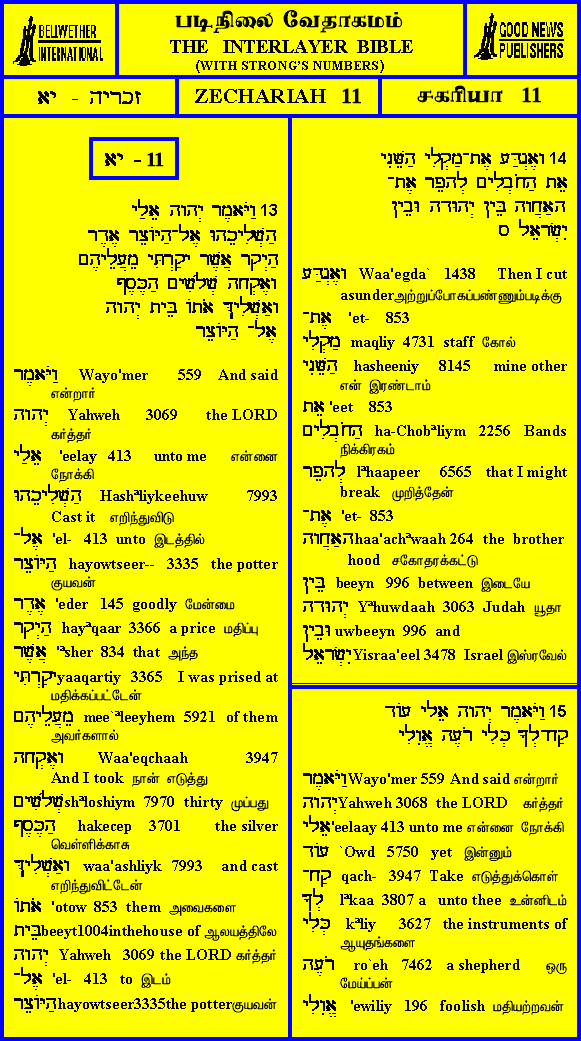 BELLWETHER
INTERNATIONAL
படிநிலை வேதாகமம்
THE INTERLAYER BIBLE
(WITH STRONG'S NUMBERS)
GOOD NEWS
PUBLISHERS
זכריה - יא
ZECHARIAH 11
சகரியா 11
יא - 11
13 וַיֹּאמֶר יְהוָה אֵלַי
הַשְׁלִיכֵהוּ אֶל־הַיּוֹצֵר אֶדֶר
הַיְקָר אֲשֶׁר יָקַרְתִּי מֵעֲלֵיהֶם
וָאֶקְחָה שְׁלֹשִׁים הַכֶּסֶף
וָאַשְׁלִיךְ אֹתוֹ בֵּית יְהוָה
אֶל־ הַיּוֹצֵר
וַיֹּאמֶר Wayo'mer 559 And said
என்றார்
יְהוָה Yahweh 3069 the LORD
கர்த்தர்
אֵלַי 'eelay 413 unto me என்னை
நோக்கி
הַשְׁלִיכֵהוּ Hashªliykeehuw 7993
Cast it எறிந்துவிடு
אֶל־ 'el- 413 unto இடத்தில்
הַיּוֹצֵר hayowtseer-- 3335 the potter
குயவன்
אֶדֶר 'eder 145 goodly மேன்மை
הַיְקָר hayªqaar 3366 a price மதிப்பு
אֲשֶׁר 'ªsher 834 that அந்த
יָקַרְתִּי yaaqartiy 3365 I was prised at
மதிக்கப்பட்டேன்
מֵעֲלֵיהֶם mee`ªleeyhem 5921 of them
அவர்களால்
וָאֶקְחָה Waa'eqchaah 3947
And I took நான் எடுத்து
שְׁלֹשִׁים shªloshiym 7970 thirty முப்பது
הַכֶּסֶף hakecep 3701 the silver
வெள்ளிக்காசு
וָאַשְׁלִיךְ waa'ashliyk 7993 and cast
எறிந்துவிட்டேன்
אֹתוֹ 'otow 853 them அவைகளை
בֵּית beeyt1004inthehouse of ஆலயத்திலே
יְהוָה Yahweh 3069 the LORD கர்த்தர்
אֶל־ 'el- 413 to இடம்
הַיּוֹצֵר hayowtseer3335the potterகுயவன்
14 וָאֶגְדַּע אֶת־מַקְלִי הַשֵּׁנִי
אֵת הַחֹבְלִים לְהָפֵר אֶת־
הָאַחֲוָה בֵּין יְהוּדָה וּבֵין
יִשְׂרָאֵל ס
וָאֶגְדַּע Waa'egda` 1438 Then I cut
asunderஅற்றுப்போகப்பண்ணும்படிக்கு
אֶת־ 'et- 853
מַקְלִי maqliy 4731 staff கோல்
הַשֵּׁנִי hasheeniy 8145 mine other
என் இரண்டாம்
אֵת 'eet 853
הַחֹבְלִים ha-Chobªliym 2256 Bands
நிக்கிரகம்
לְהָפֵר lªhaapeer 6565 that I might
break முறித்தேன்
אֶת־ 'et- 853
הָאַחֲוָה haa'achªwaah 264 the brother
hood சகோதரக்கட்டு
בֵּין beeyn 996 between இடையே
יְהוּדָה Yªhuwdaah 3063 Judah யூதா
וּבֵין uwbeeyn 996 and
יִשְׂרָאֵל Yisraa'eel 3478 Israel இஸ்ரவேல்
15 וַיֹּאמֶר יְהוָה אֵלַי עוֹד
קַח־לְךָ כְּלִי רֹעֶה אֱוִלִי
וַיֹּאמֶר Wayo'mer 559 And said என்றார்
יְהוָה Yahweh 3068 the LORD கர்த்தர்
אֵלַי 'eelaay 413 unto me என்னை நோக்கி
עוֹד `Owd 5750 yet இன்னும்
קַח־ qach- 3947 Take எடுத்துக்கொள்
לְךָ lªkaa 3807 a unto thee உன்னிடம்
כְּלִי kªliy 3627 the instruments of
ஆயுதங்களை
רֹעֶה ro`eh 7462 a shepherd ஒரு
மேய்ப்பன்
אֱוִלִי 'ewiliy 196 foolish மதியற்றவன்